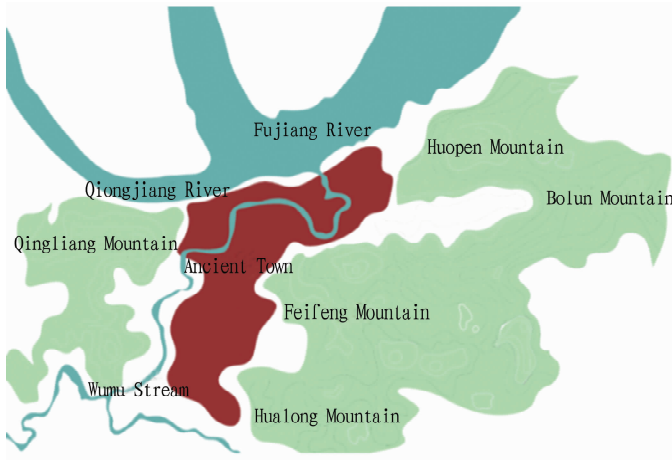 Fujiang River
Huopen Mountain
Qiongjiang River
Bolun Mountain
Qingliang Mountain
Ancient Town
Feifeng Mountain
Wumu Stream
Hualong Mountain